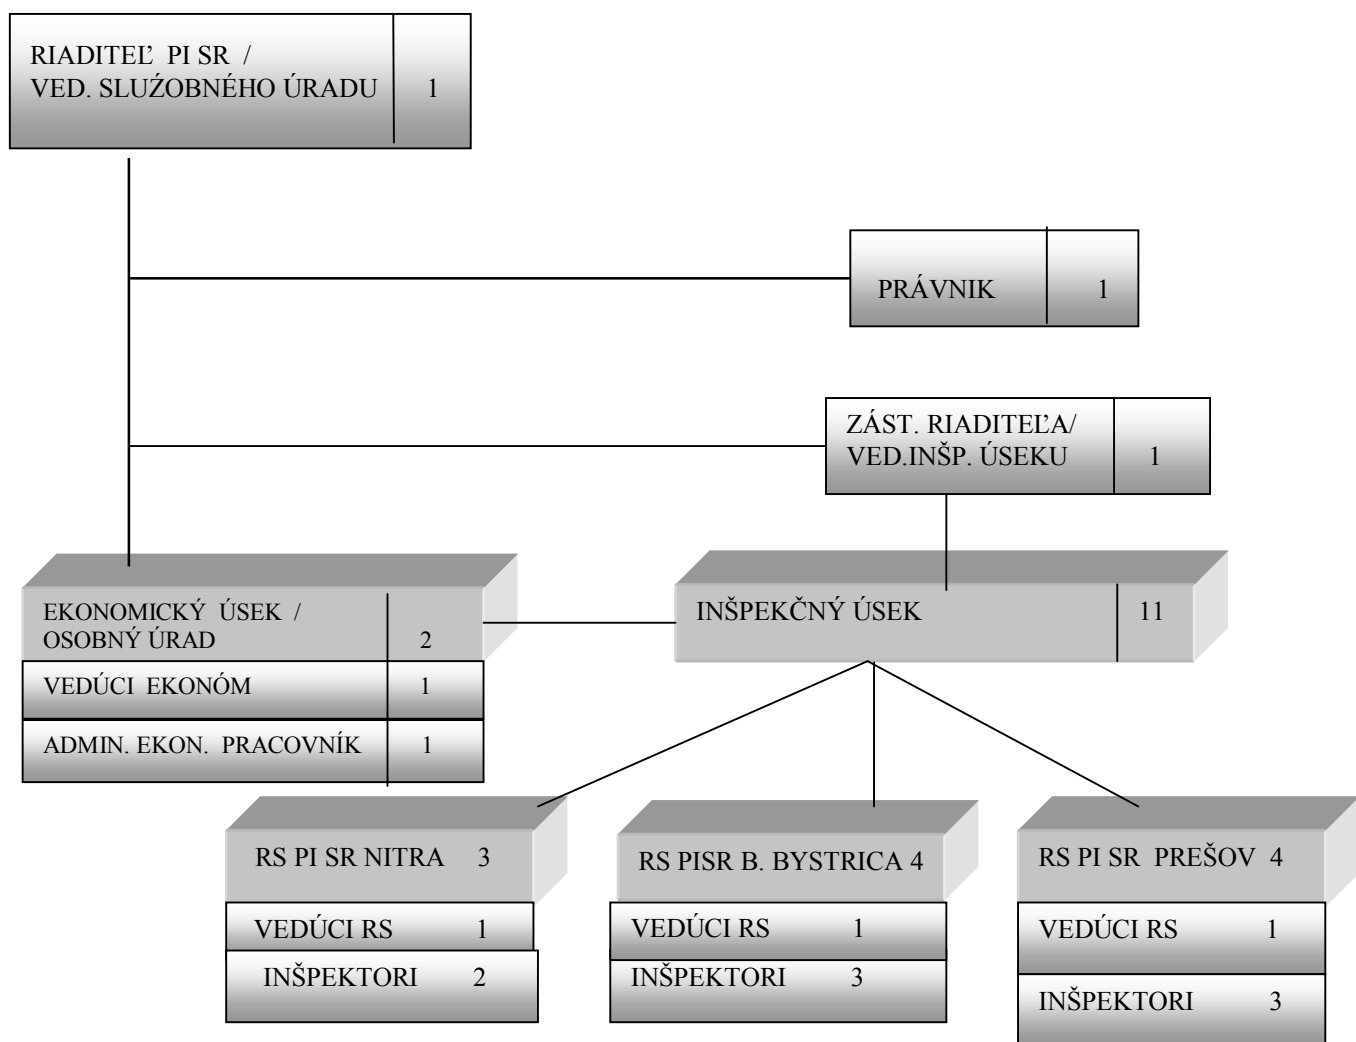 RIADITEĽ PI SR /
VED. SLUŹOBNÉHO ÚRADU 1
PRÁVNIK 1
ZÁST. RIADITEĽA/
VED.INŠP. ÚSEKU 1
EKONOMICKÝ ÚSEK /
OSOBNÝ ÚRAD 2
VEDÚCI EKONÓM 1
ADMIN. EKON. PRACOVNÍK 1
INŠPEKČNÝ ÚSEK 11
RS PI SR NITRA 3
VEDÚCI RS 1
INŠPEKTORI 2
RS PISR B. BYSTRICA 4
VEDÚCI RS 1
INŠPEKTORI 3
RS PI SR PREŠOV 4
VEDÚCI RS 1
INŠPEKTORI 3